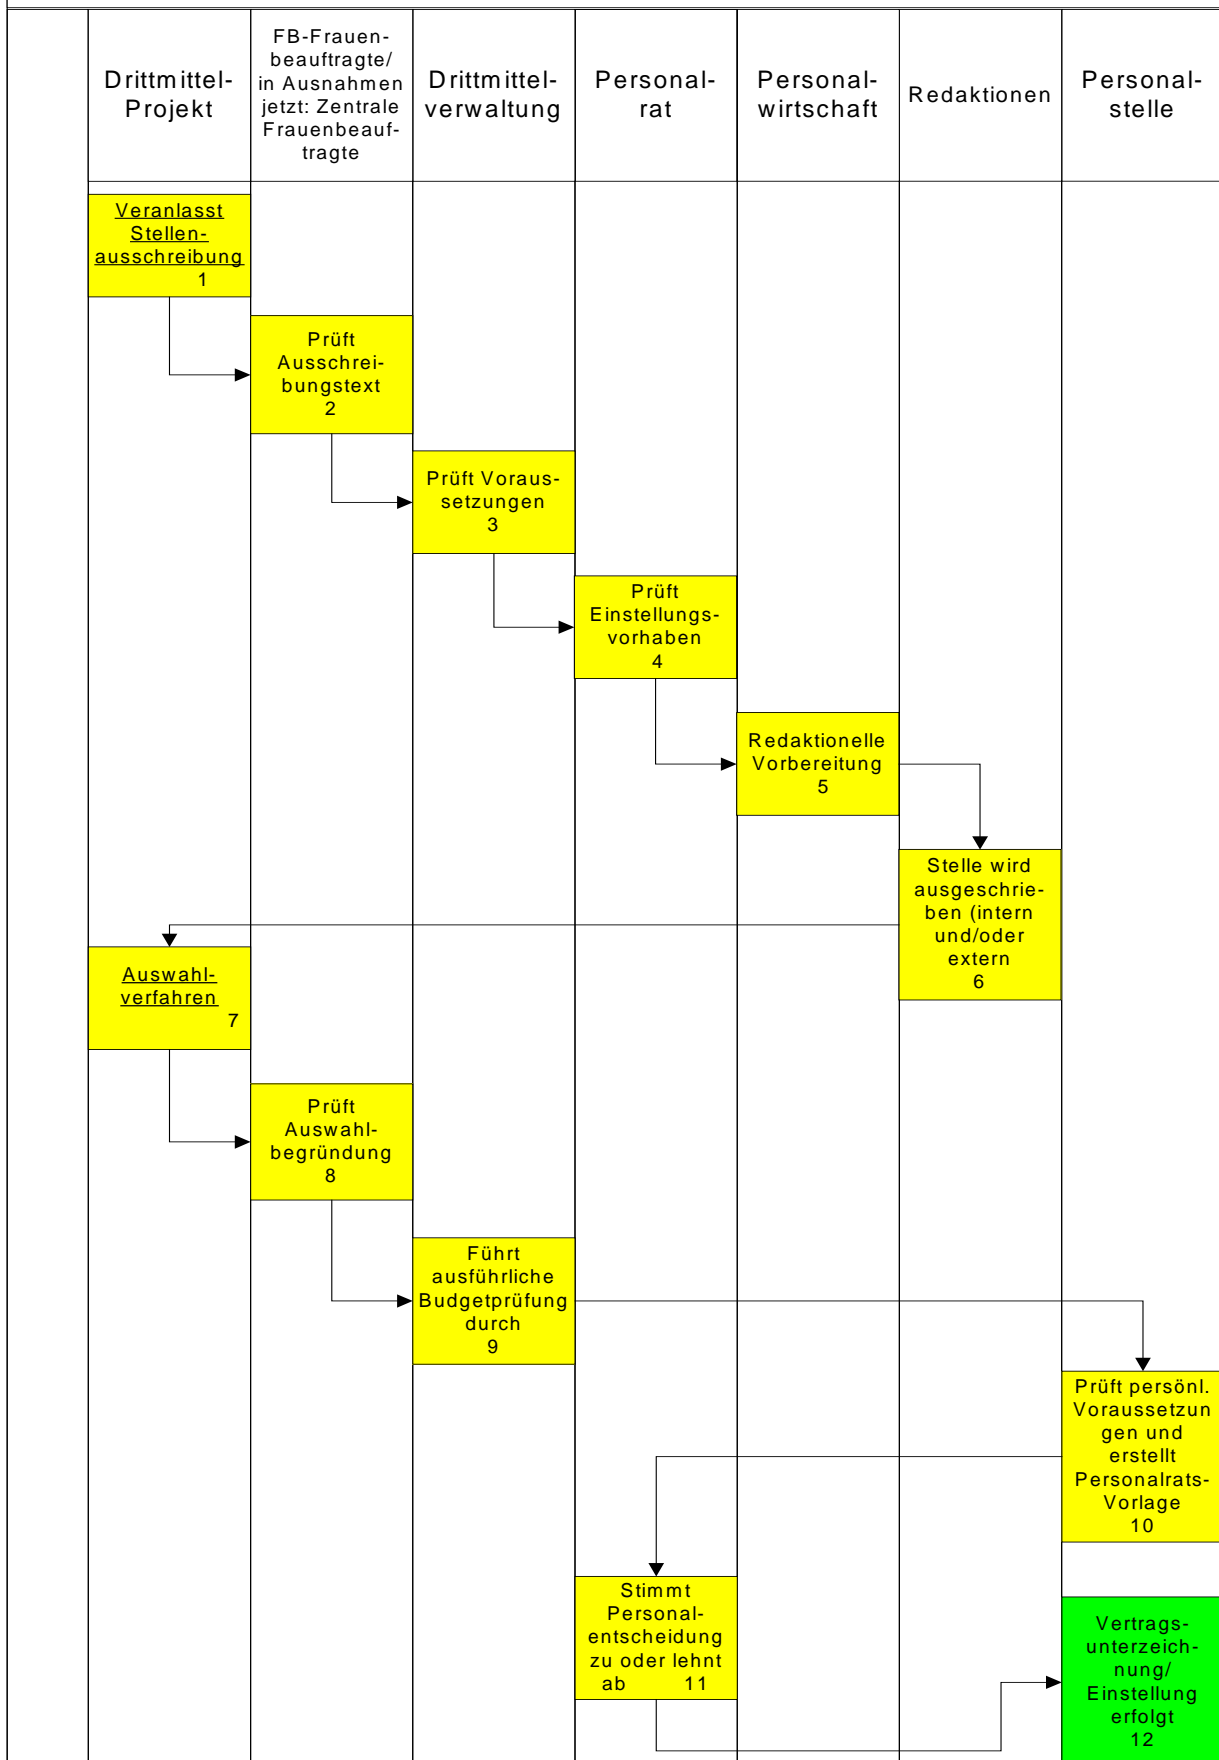 Drittmittel-
Projekt
FB-Frauen-
beauftragte/
in Ausnahmen
jetzt: Zentrale
Frauenbeauf-
tragte
Drittmittel-
verwaltung
Personal-
rat
Personal-
wirtschaft
Redaktionen
Personal-
stelle
Veranlasst
Stellen-
ausschreibung
1
Prüft
Ausschrei-
bungstext
2
Prüft Voraus-
setzungen
3
Prüft
Einstellungs-
vorhaben
4
Redaktionelle
Vorbereitung
5
Stelle wird
ausgeschrie-
ben (intern
und/oder
extern
6
Auswahl-
verfahren
7
Prüft
Auswahl-
begründung
8
Führt
ausführliche
Budgetprüfung
durch
9
Prüft persönl.
Voraussetzun
gen und
erstellt
Personalrats-
Vorlage
10
Stimmt
Personal-
entscheidung
zu oder lehnt
ab 11
Vertrags-
unterzeich-
nung/
Einstellung
erfolgt
12